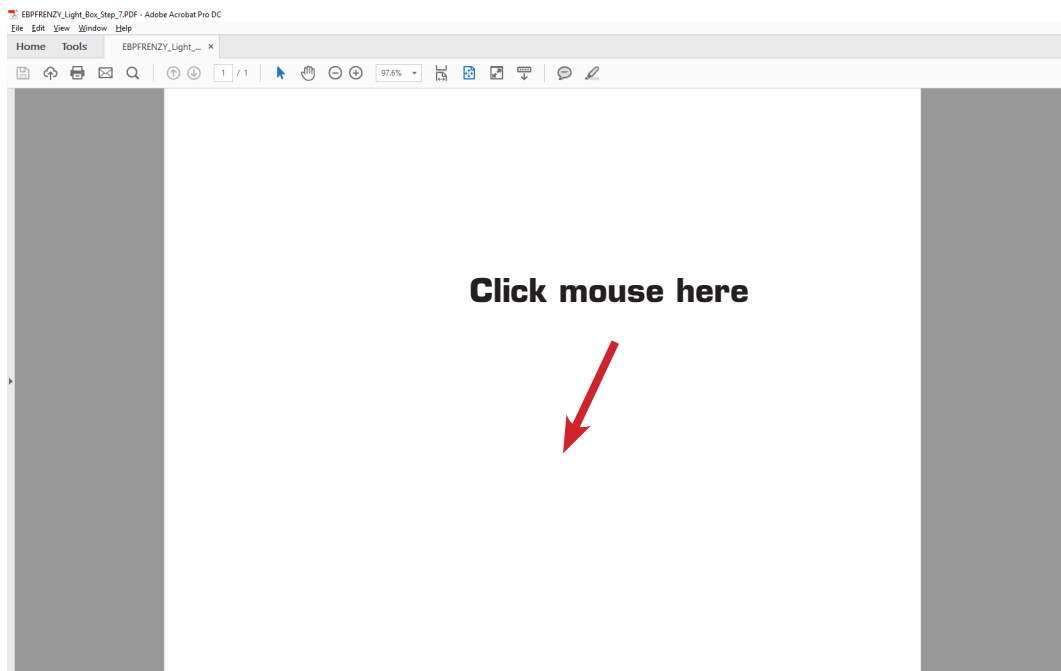 EBPFRENZY_Light_Box_Step_7.PDF - Adobe Acrobat Pro DC
File Edit View Window Help
Home Tools EBPFRENZY_Light_... ×
1 / 1 97.6%
Click mouse here